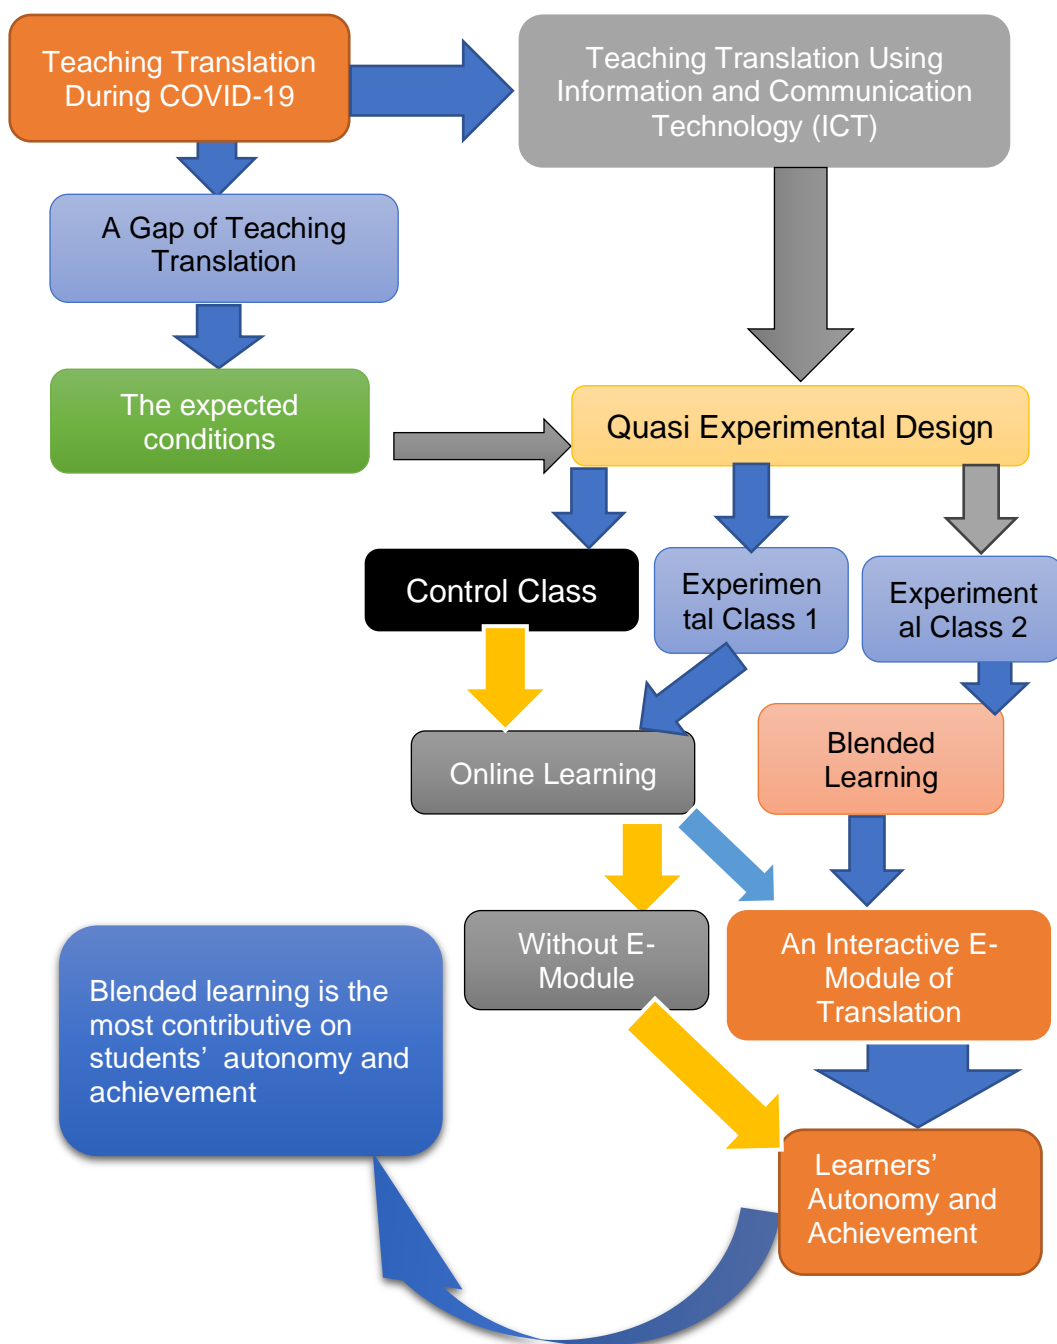 Teaching Translation
During COVID-19
Teaching Translation Using
Information and Communication
Technology (ICT)
A Gap of Teaching
Translation
The expected
conditions
Quasi Experimental Design
Control Class
Experimen
tal Class 1
Experiment
al Class 2
Online Learning
Blended
Learning
Without E-
Module
An Interactive E-
Module of
Translation
Blended learning is the
most contributive on
students’  autonomy and
achievement
Learners’
Autonomy and
Achievement